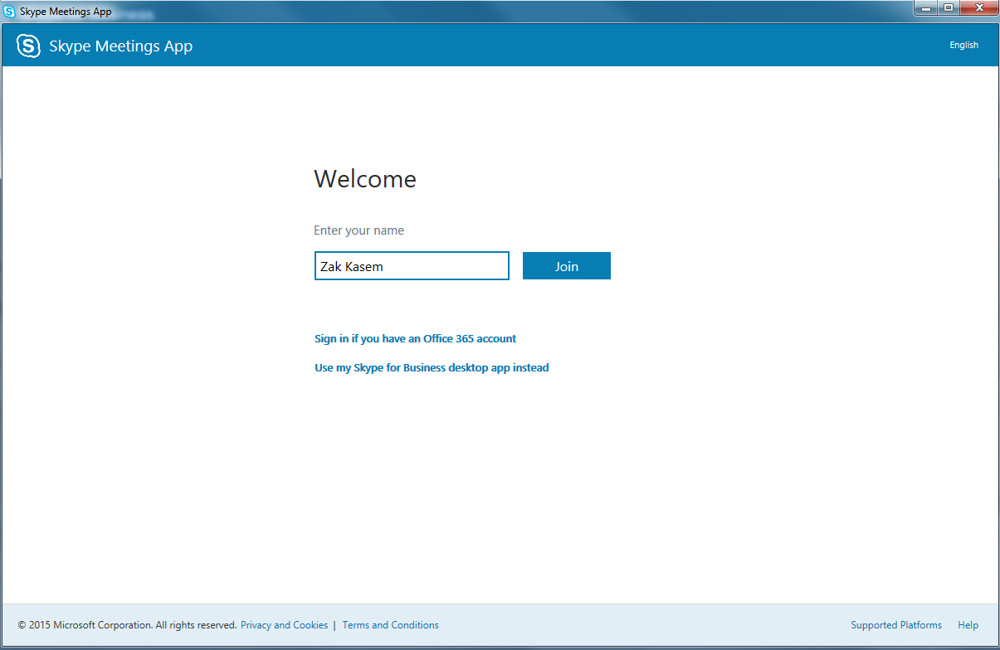 Skype Meetings App
Skype Meetings App
English
Welcome
Enter your name
Zak Kasem
Join
Sign in if you have an Office 365 account
Use my Skype for Business desktop app instead
© 2015 Microsoft Corporation. All rights reserved. Privacy and Cookies | Terms and Conditions Supported Platforms Help